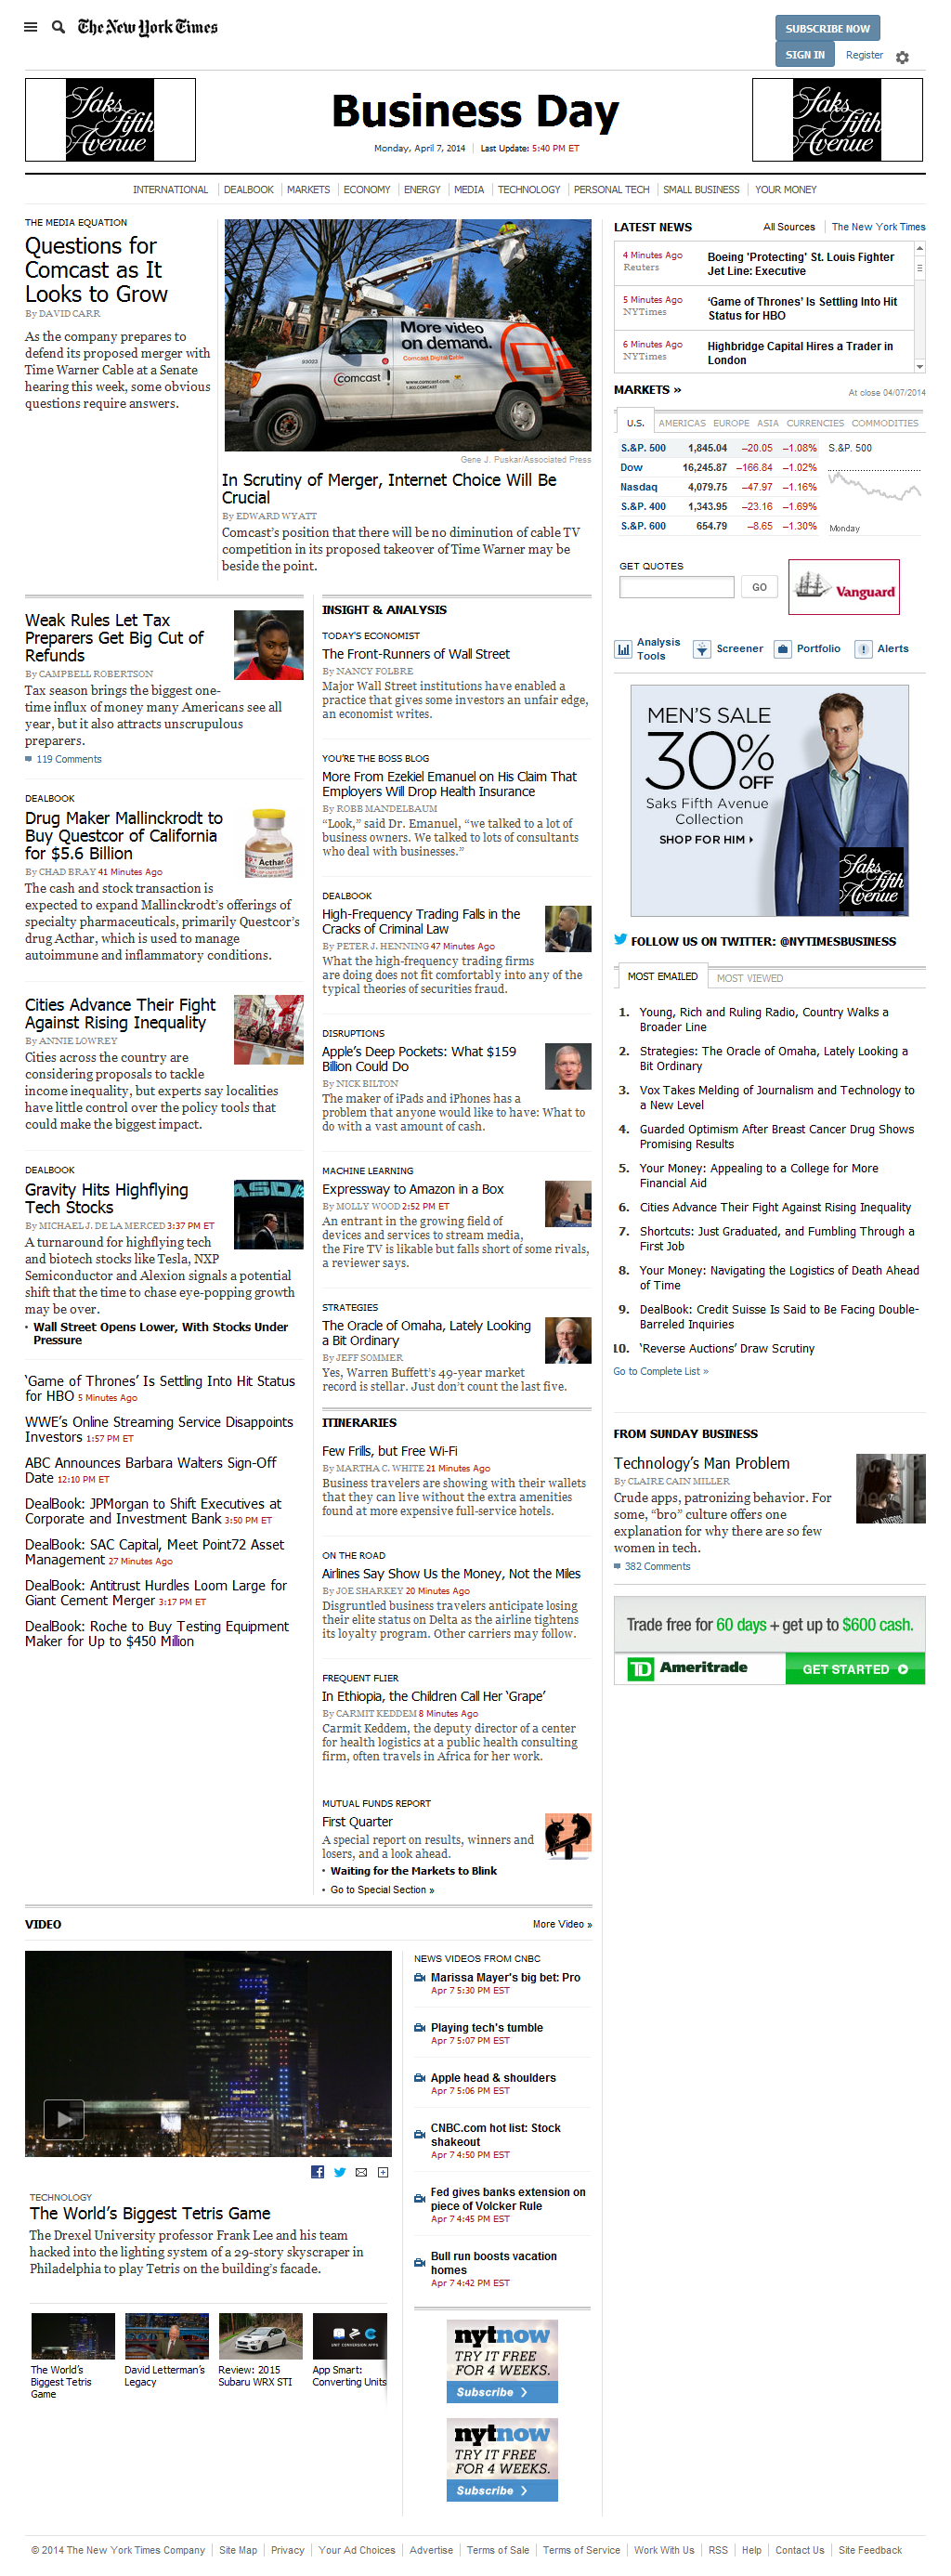 The New York Times
SUBSCRIBE NOW
SIGN IN
Register
Saks
Fifth
Avenue
Business Day
Monday, April 7, 2014
Last Update: 5:40 PM ET
Saks
Fifth
Avenue
INTERNATIONAL DEALBOOK MARKETS ECONOMY ENERGY MEDIA TECHNOLOGY PERSONAL TECH SMALL BUSINESS YOUR MONEY
THE MEDIA EQUATION
Questions for
Comcast as It
Looks to Grow
By DAVID CARR
As the company prepares to
defend its proposed merger with
Time Warner Cable at a Senate
hearing this week, some obvious
questions require answers.
More video
on demand.
Comcast Digital Cable
comcast
www.comcast.com
1.800.COMCAST
93023
Gene J. Puskar/Associated Press
In Scrutiny of Merger, Internet Choice Will Be
Crucial
By EDWARD WYATT
Comcast's position that there will be no diminution of cable TV
competition in its proposed takeover of Time Warner may be
beside the point.
Weak Rules Let Tax
Preparers Get Big Cut of
Refunds
By CAMPBELL ROBERTSON
Tax season brings the biggest one-
time influx of money many Americans see all
year, but it also attracts unscrupulous
preparers.
119 Comments
DEALBOOK
Drug Maker Mallinckrodt to
Buy Questcor of California
for $5.6 Billion
By CHAD BRAY 41 Minutes Ago
The cash and stock transaction is
expected to expand Mallinckrodt's offerings of
specialty pharmaceuticals, primarily Questcor's
drug Acthar, which is used to manage
autoimmune and inflammatory conditions.
Acthar
Cities Advance Their Fight
Against Rising Inequality
By ANNIE LOWREY
Cities across the country are
considering proposals to tackle
income inequality, but experts say localities
have little control over the policy tools that
could make the biggest impact.
DEALBOOK
Gravity Hits Highflying
Tech Stocks
By MICHAEL J. DE LA MERCED 3:37 PM ET
A turnaround for highflying tech
and biotech stocks like Tesla, NXP
Semiconductor and Alexion signals a potential
shift that the time to chase eye-popping growth
may be over.
ASDA
• Wall Street Opens Lower, With Stocks Under
Pressure
'Game of Thrones' Is Settling Into Hit Status
for HBO 5 Minutes Ago
WWE's Online Streaming Service Disappoints
Investors 1:57 PM ET
ABC Announces Barbara Walters Sign-Off
Date 12:10 PM ET
DealBook: JPMorgan to Shift Executives at
Corporate and Investment Bank 3:50 PM ET
DealBook: SAC Capital, Meet Point72 Asset
Management 27 Minutes Ago
DealBook: Antitrust Hurdles Loom Large for
Giant Cement Merger 3:17 PM ET
DealBook: Roche to Buy Testing Equipment
Maker for Up to $450 Million
INSIGHT & ANALYSIS
TODAY'S ECONOMIST
The Front-Runners of Wall Street
By NANCY FOLBRE
Major Wall Street institutions have enabled a
practice that gives some investors an unfair edge,
an economist writes.
YOU'RE THE BOSS BLOG
More From Ezekiel Emanuel on His Claim That
Employers Will Drop Health Insurance
By ROBB MANDELBAUM
"Look," said Dr. Emanuel, "we talked to a lot of
business owners. We talked to lots of consultants
who deal with businesses."
DEALBOOK
High-Frequency Trading Falls in the
Cracks of Criminal Law
By PETER J. HENNING 47 Minutes Ago
What the high-frequency trading firms
are doing does not fit comfortably into any of the
typical theories of securities fraud.
DISRUPTIONS
Apple's Deep Pockets: What $159
Billion Could Do
By NICK BILTON
The maker of iPads and iPhones has a
problem that anyone would like to have: What to
do with a vast amount of cash.
MACHINE LEARNING
Expressway to Amazon in a Box
By MOLLY WOOD 2:52 PM ET
An entrant in the growing field of
devices and services to stream media,
the Fire TV is likable but falls short of some rivals,
a reviewer says.
STRATEGIES
The Oracle of Omaha, Lately Looking
a Bit Ordinary
By JEFF SOMMER
Yes, Warren Buffett's 49-year market
record is stellar. Just don't count the last five.
ITINERARIES
Few Frills, but Free Wi-Fi
By MARTHA C. WHITE 21 Minutes Ago
Business travelers are showing with their wallets
that they can live without the extra amenities
found at more expensive full-service hotels.
ON THE ROAD
Airlines Say Show Us the Money, Not the Miles
By JOE SHARKEY 20 Minutes Ago
Disgruntled business travelers anticipate losing
their elite status on Delta as the airline tightens
its loyalty program. Other carriers may follow.
FREQUENT FLIER
In Ethiopia, the Children Call Her 'Grape'
By CARMIT KEDDEM 8 Minutes Ago
Carmit Keddem, the deputy director of a center
for health logistics at a public health consulting
firm, often travels in Africa for her work.
MUTUAL FUNDS REPORT
First Quarter
A special report on results, winners and
losers, and a look ahead.
• Waiting for the Markets to Blink
• Go to Special Section »
LATEST NEWS
All Sources The New York Times
4 Minutes Ago
Reuters
Boeing 'Protecting' St. Louis Fighter
Jet Line: Executive
5 Minutes Ago
NYTimes
'Game of Thrones' Is Settling Into Hit
Status for HBO
6 Minutes Ago
NYTimes
Highbridge Capital Hires a Trader in
London
MARKETS »
At close 04/07/2014
U.S. AMERICAS EUROPE ASIA CURRENCIES COMMODITIES
S.&P. 500 1,845.04 –20.05 –1.08%
Dow 16,245.87 –166.84 –1.02%
Nasdaq 4,079.75 –47.97 –1.16%
S.&P. 400 1,343.95 –23.16 –1.69%
S.&P. 600 654.79 –8.65 –1.30%
S.&P. 500
Monday
GET QUOTES
GO
Vanguard
Analysis
Tools
Screener
Portfolio
Alerts
MEN'S SALE
30% OFF
Saks Fifth Avenue
Collection
SHOP FOR HIM
Saks
Fifth
Avenue
FOLLOW US ON TWITTER: @NYTIMESBUSINESS
MOST EMAILED MOST VIEWED
1. Young, Rich and Ruling Radio, Country Walks a
Broader Line
2. Strategies: The Oracle of Omaha, Lately Looking a
Bit Ordinary
3. Vox Takes Melding of Journalism and Technology to
a New Level
4. Guarded Optimism After Breast Cancer Drug Shows
Promising Results
5. Your Money: Appealing to a College for More
Financial Aid
6. Cities Advance Their Fight Against Rising Inequality
7. Shortcuts: Just Graduated, and Fumbling Through a
First Job
8. Your Money: Navigating the Logistics of Death Ahead
of Time
9. DealBook: Credit Suisse Is Said to Be Facing Double-
Barreled Inquiries
10. 'Reverse Auctions' Draw Scrutiny
Go to Complete List »
FROM SUNDAY BUSINESS
Technology's Man Problem
By CLAIRE CAIN MILLER
Crude apps, patronizing behavior. For
some, "bro" culture offers one
explanation for why there are so few
women in tech.
382 Comments
Trade free for 60 days + get up to $600 cash.
TD Ameritrade
GET STARTED
VIDEO
More Video »
TECHNOLOGY
The World's Biggest Tetris Game
The Drexel University professor Frank Lee and his team
hacked into the lighting system of a 29-story skyscraper in
Philadelphia to play Tetris on the building's facade.
UNIT CONVERSION APPS
The World's
Biggest Tetris
Game
David Letterman's
Legacy
Review: 2015
Subaru WRX STI
App Smart:
Converting Units
NEWS VIDEOS FROM CNBC
Marissa Mayer's big bet: Pro
Apr 7 5:30 PM EST
Playing tech's tumble
Apr 7 5:07 PM EST
Apple head & shoulders
Apr 7 5:06 PM EST
CNBC.com hot list: Stock
shakeout
Apr 7 4:50 PM EST
Fed gives banks extension on
piece of Volcker Rule
Apr 7 4:45 PM EST
Bull run boosts vacation
homes
Apr 7 4:42 PM EST
nytnow
TRY IT FREE
FOR 4 WEEKS.
Subscribe
nytnow
TRY IT FREE
FOR 4 WEEKS.
Subscribe
© 2014 The New York Times Company Site Map Privacy Your Ad Choices Advertise Terms of Sale Terms of Service Work With Us RSS Help Contact Us Site Feedback